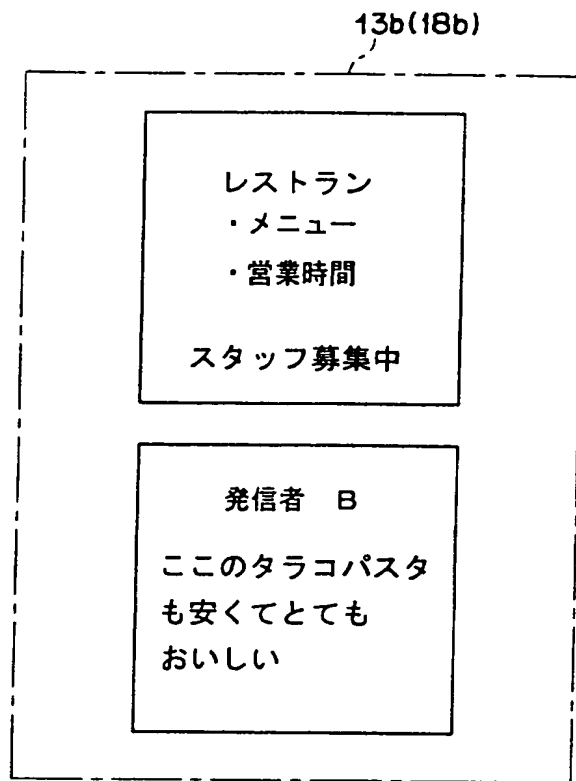 13b(18b)
レストラン
・メニュー
・営業時間
スタッフ募集中
発信者 B
ここのタラコパスタ
も安くてとても
おいしい